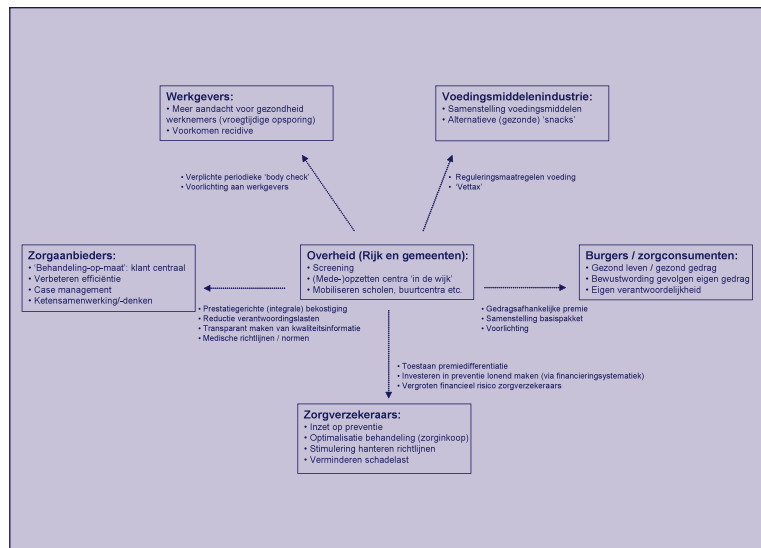 Werkgevers:
• Meer aandacht voor gezondheid
werknemers (vroegtijdige opsporing)
• Voorkomen recidive
Voedingsmiddelenindustrie:
• Samenstelling voedingsmiddelen
• Alternatieve (gezonde) ‘snacks’
• Verplichte periodieke ‘body check’
• Voorlichting aan werkgevers
• Reguleringsmaatregelen voeding
• ‘Vettax’
Zorgaanbieders:
• ‘Behandeling-op-maat’: klant centraal
• Verbeteren efficiëntie
• Case management
• Ketensamenwerking/-denken
Overheid (Rijk en gemeenten):
• Screening
• (Mede-)opzetten centra ‘in de wijk’
• Mobiliseren scholen, buurtcentra etc.
Burgers / zorgconsumenten:
• Gezond leven / gezond gedrag
• Bewustwording gevolgen eigen gedrag
• Eigen verantwoordelijkheid
• Prestatiegerichte (integrale) bekostiging
• Reductie verantwoordingslasten
• Transparant maken van kwaliteitsinformatie
• Medische richtlijnen / normen
• Gedragsafhankelijke premie
• Samenstelling basispakket
• Voorlichting
• Toestaan premiedifferentiatie
• Investeren in preventie lonend maken (via financieringsystematiek)
• Vergroten financieel risico zorgverzekeraars
Zorgverzekeraars:
• Inzet op preventie
• Optimalisatie behandeling (zorginkoop)
• Stimulering hanteren richtlijnen
• Verminderen schadelast